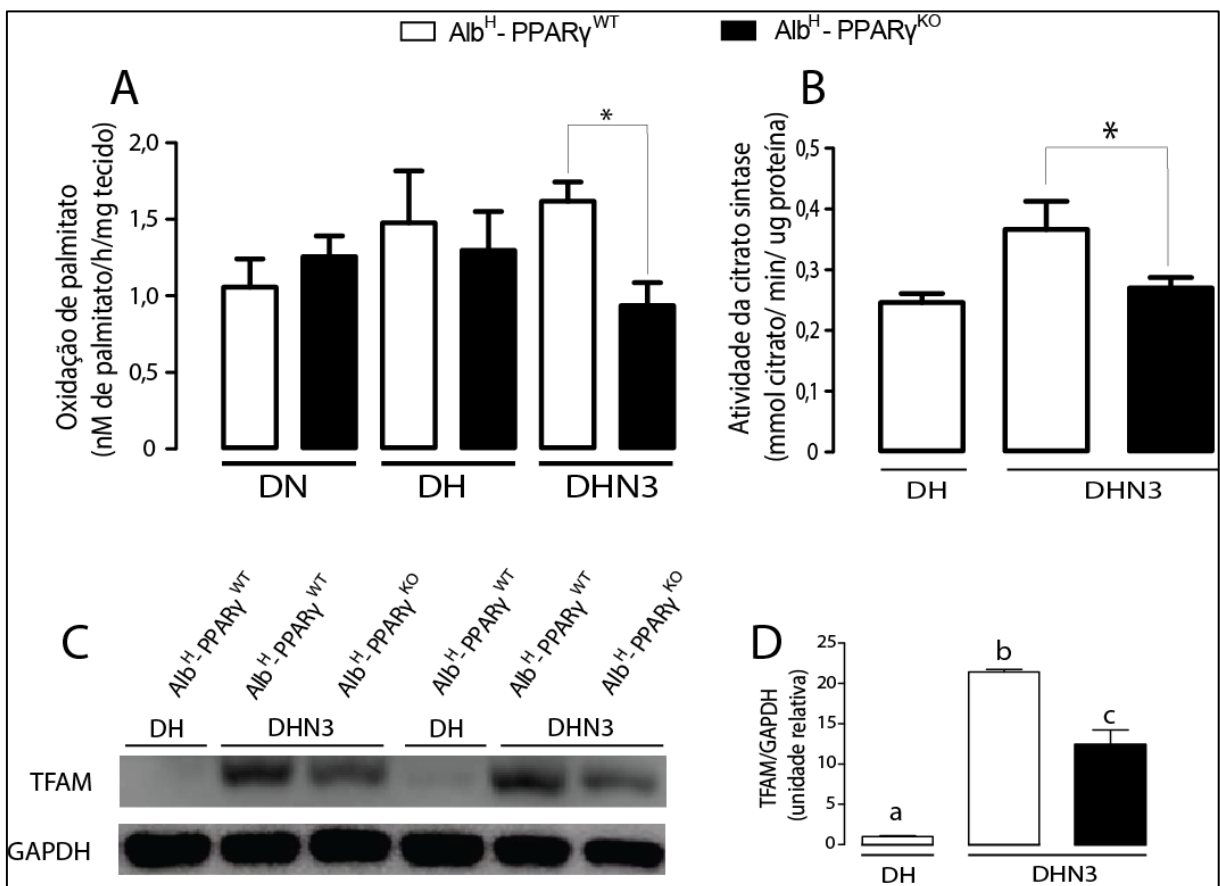 Alb^H- PPARγ^WT Alb^H- PPARγ^KO
A
Oxidação de palmitato
(nM de palmitato/h/mg tecido)
2,0
1,5
1,0
0,5
0
*
DN DH DHN3
B
Atividade da citrato sintase
(mmol citrato/ min/ ug proteína)
0,5
0,4
0,3
0,2
0,1
0
*
DH DHN3
C
Alb^H- PPARγ^WT
Alb^H- PPARγ^WT
Alb^H- PPARγ^KO
Alb^H- PPARγ^WT
Alb^H- PPARγ^WT
Alb^H- PPARγ^KO
DH DHN3 DH DHN3
TFAM
GAPDH
D
TFAM/GAPDH
(unidade relativa)
25
20
15
10
5
0
a
b
c
DH DHN3